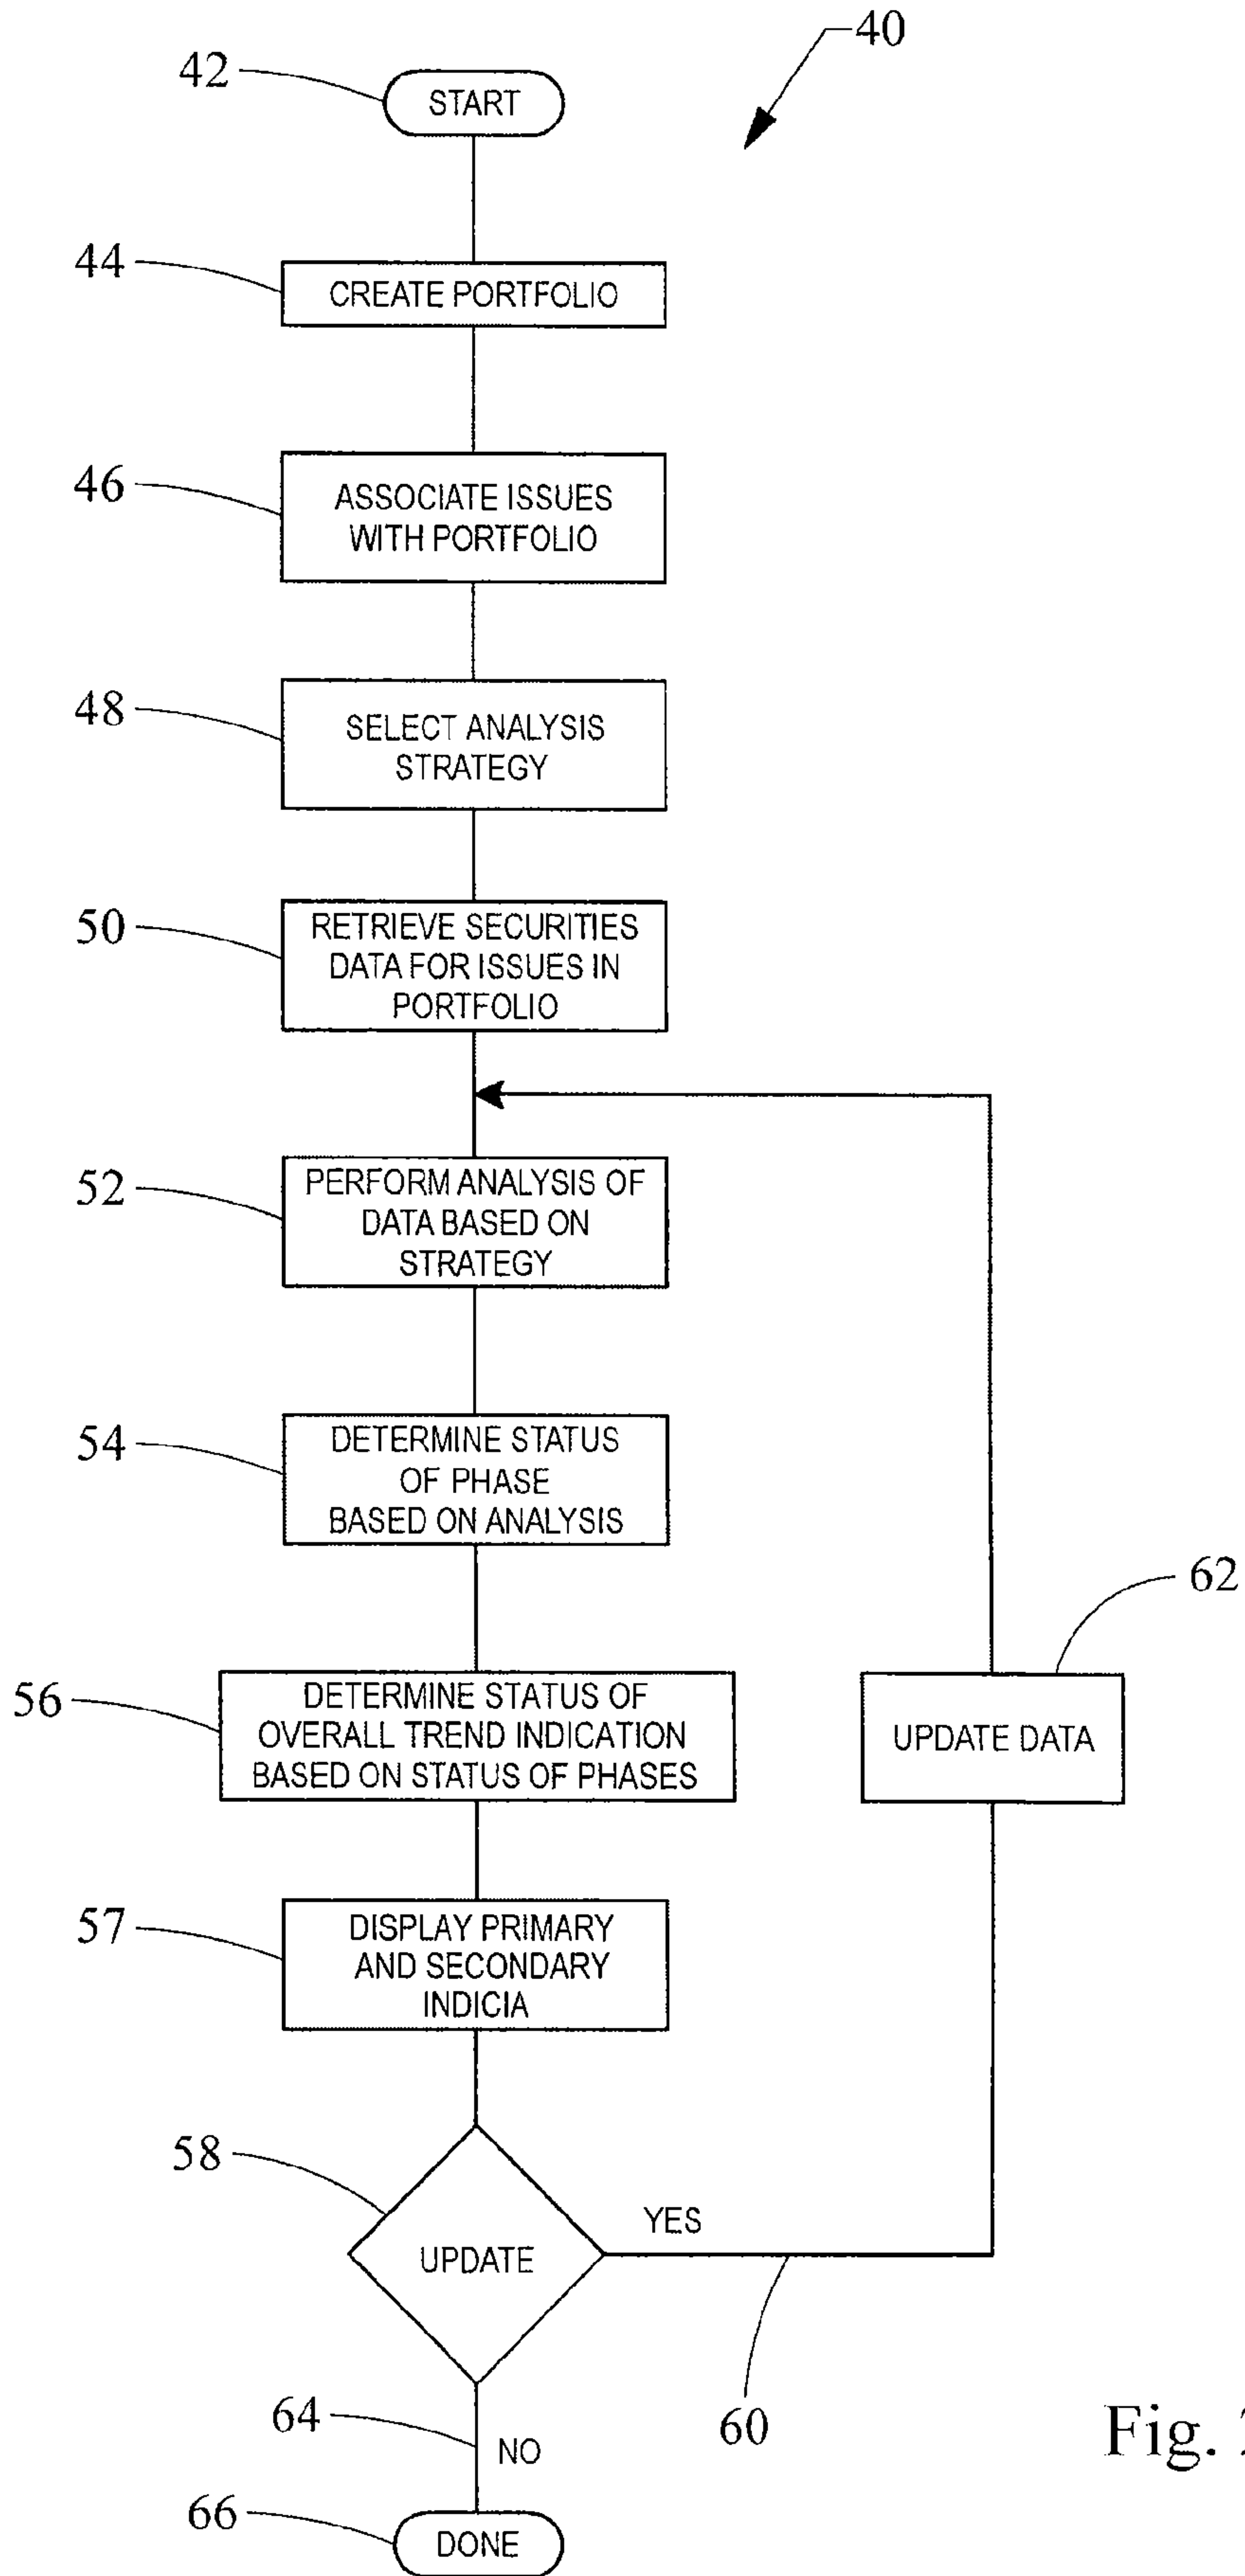 40
42
START
44
CREATE PORTFOLIO
46
ASSOCIATE ISSUES
WITH PORTFOLIO
48
SELECT ANALYSIS
STRATEGY
50
RETRIEVE SECURITIES
DATA FOR ISSUES IN
PORTFOLIO
52
PERFORM ANALYSIS OF
DATA BASED ON
STRATEGY
54
DETERMINE STATUS
OF PHASE
BASED ON ANALYSIS
62
56
DETERMINE STATUS OF
OVERALL TREND INDICATION
BASED ON STATUS OF PHASES
UPDATE DATA
57
DISPLAY PRIMARY
AND SECONDARY
INDICIA
58
YES
UPDATE
64
NO
60
Fig.
66
DONE